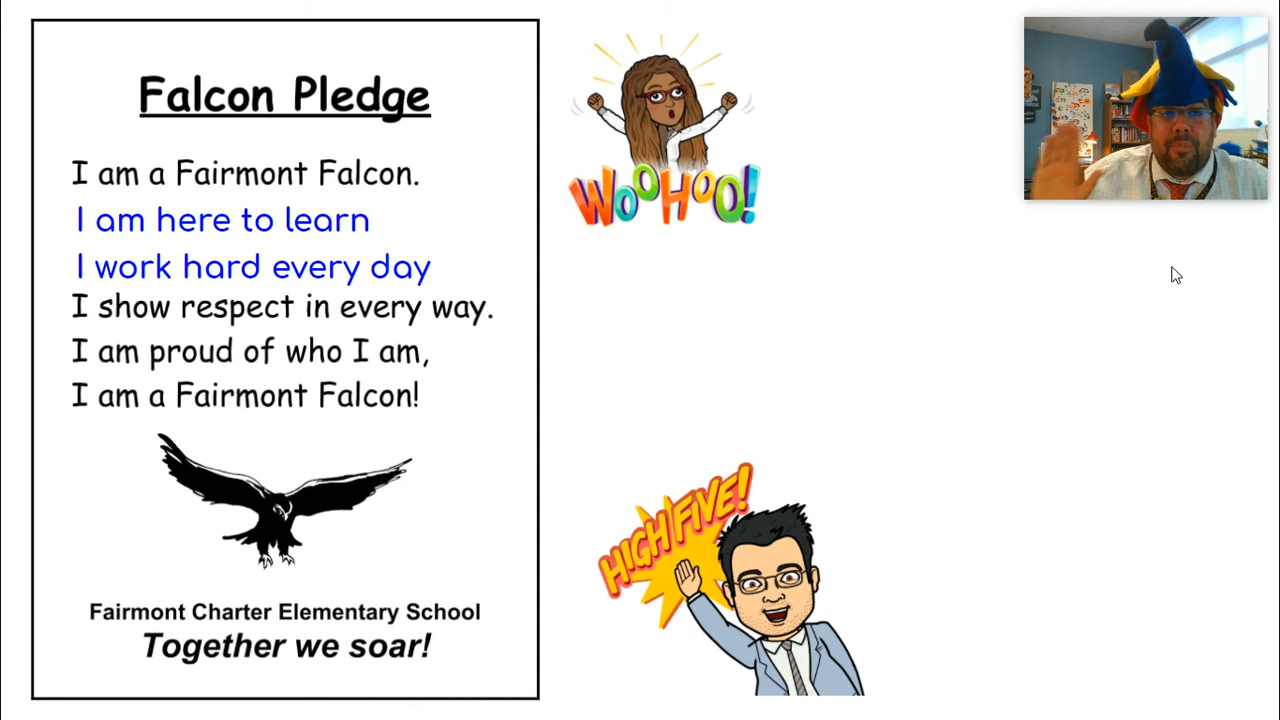 Falcon Pledge
I am a Fairmont Falcon.
I am here to learn
I work hard every day
I show respect in every way.
I am proud of who I am,
I am a Fairmont Falcon!
Fairmont Charter Elementary School
Together we soar!
WOOHOO!
HIGH FIVE!